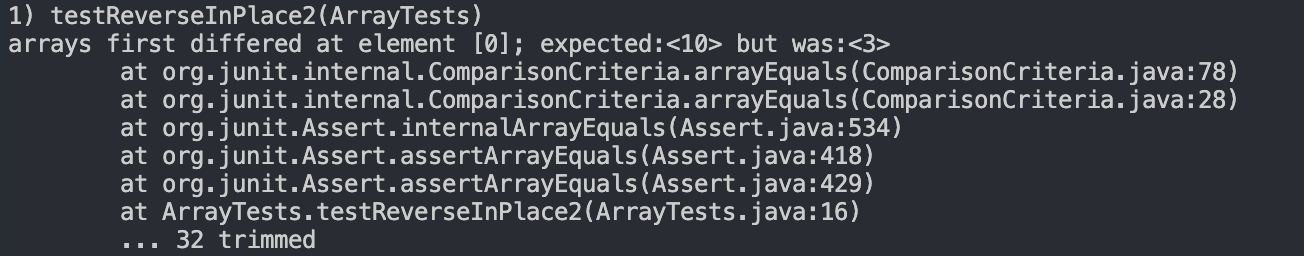 1) testReverseInPlace2(ArrayTests)
arrays first differed at element [0]; expected:<10> but was:<3>
at org.junit.internal.ComparisonCriteria.arrayEquals(ComparisonCriteria.java:78)
at org.junit.internal.ComparisonCriteria.arrayEquals(ComparisonCriteria.java:28)
at org.junit.Assert.internalArrayEquals(Assert.java:534)
at org.junit.Assert.assertArrayEquals(Assert.java:418)
at org.junit.Assert.assertArrayEquals(Assert.java:429)
at ArrayTests.testReverseInPlace2(ArrayTests.java:16)
... 32 trimmed